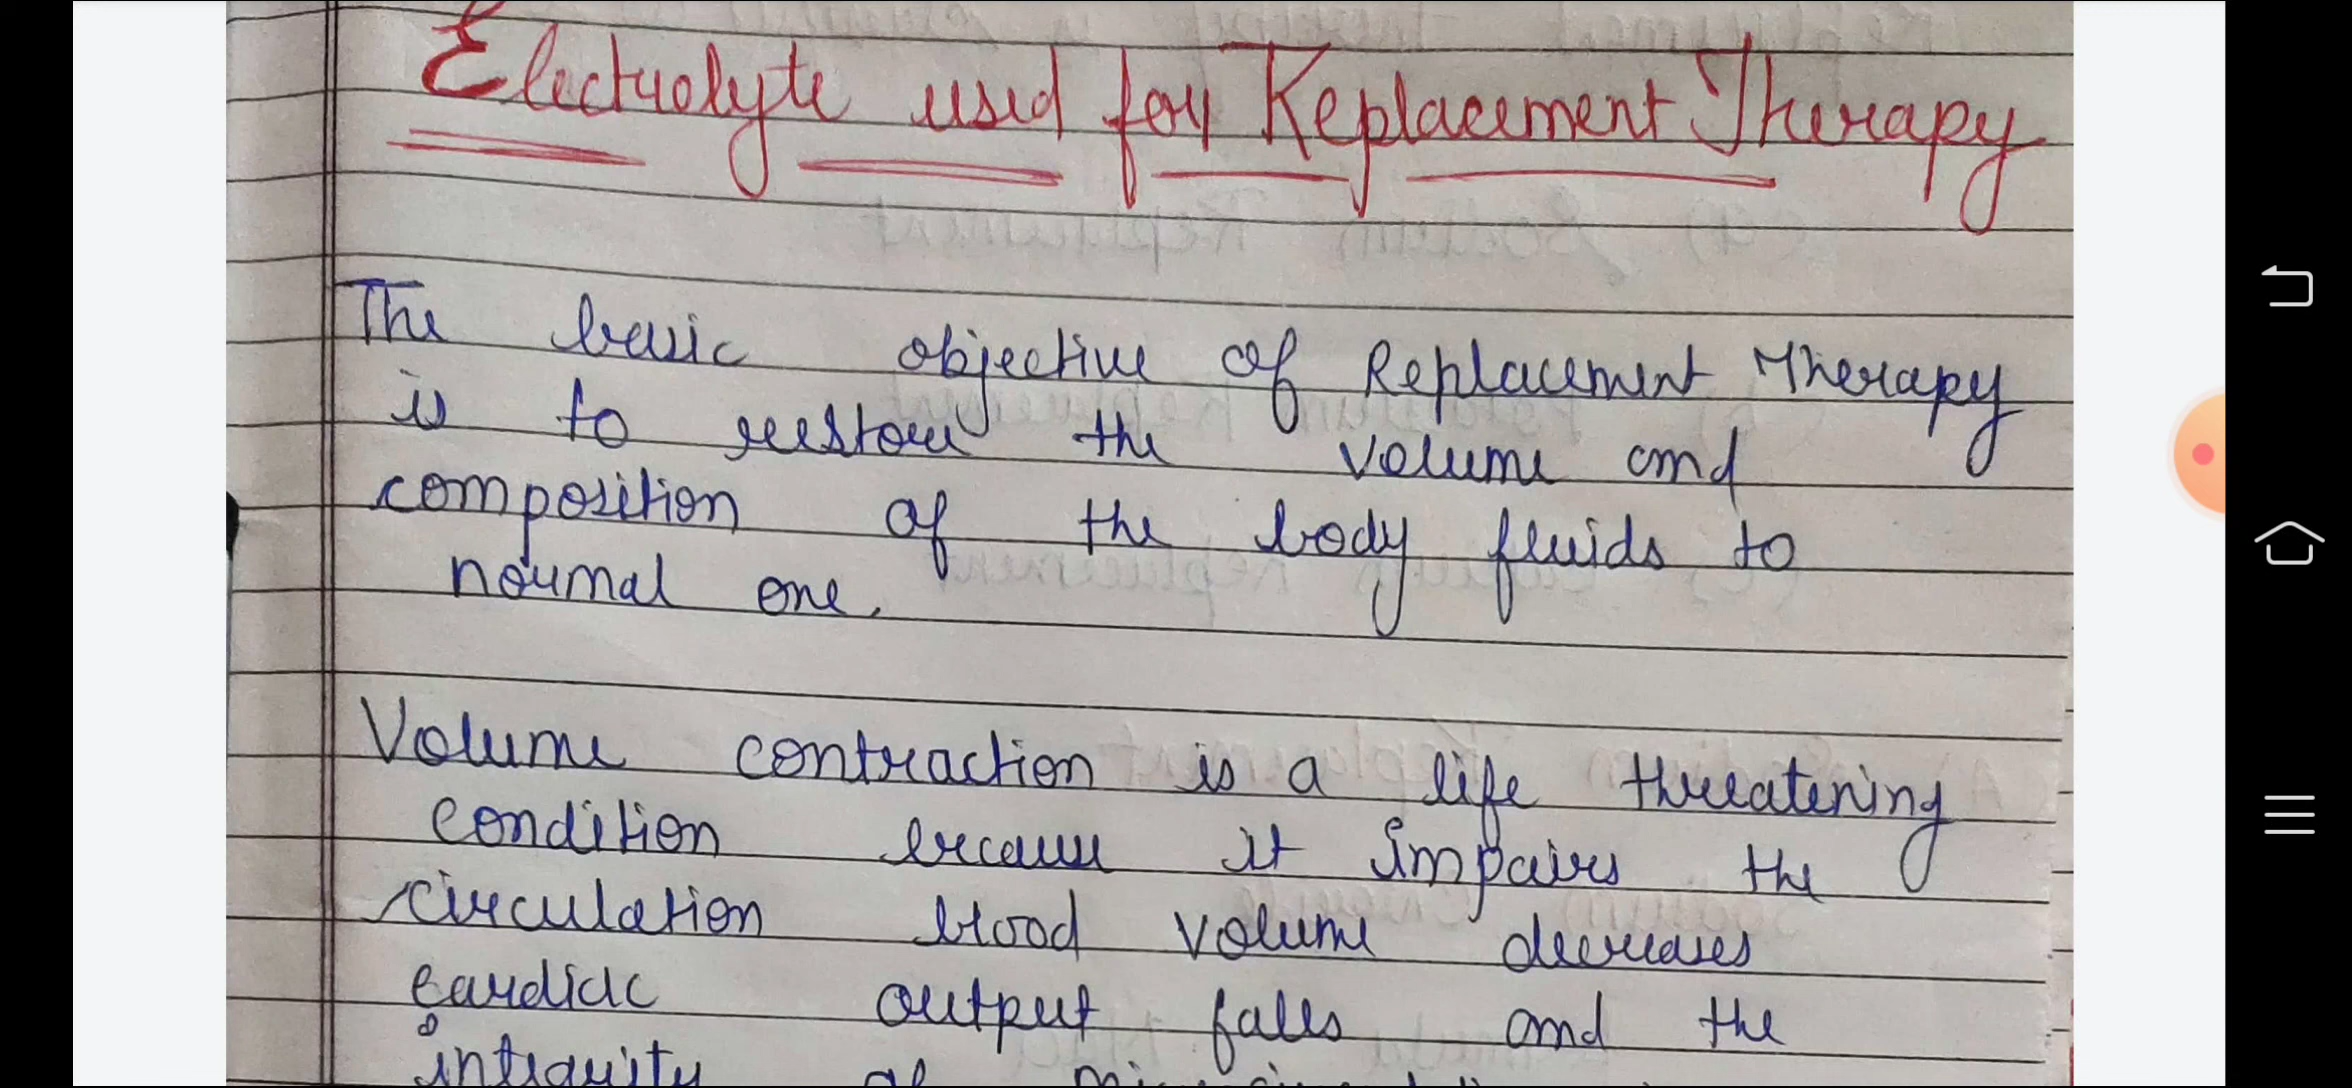 Electrolyte used for Replacement Therapy
The basic objective of Replacement Therapy
is to restore the volume and
composition of the body fluids to
normal one.
Volume contraction is a life threatening
condition because it impairs the
circulation blood volume decreases
cardiac output falls and the
of